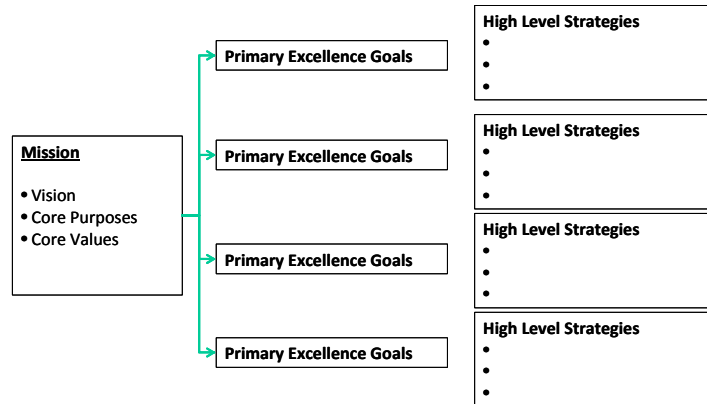 Mission
• Vision
• Core Purposes
• Core Values
Primary Excellence Goals
Primary Excellence Goals
Primary Excellence Goals
Primary Excellence Goals
High Level Strategies
•
•
•
High Level Strategies
•
•
•
High Level Strategies
•
•
•
High Level Strategies
•
•
•